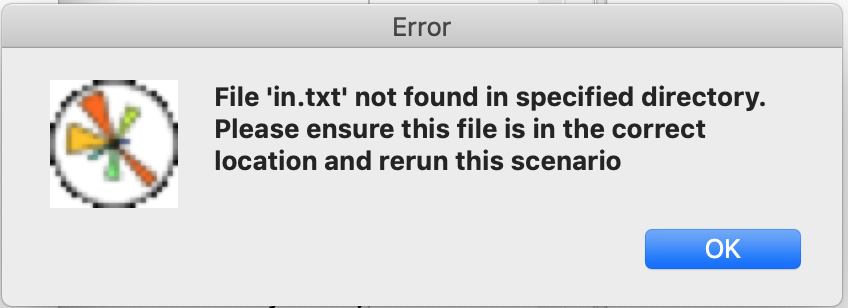 Error
File 'in.txt' not found in specified directory.
Please ensure this file is in the correct
location and rerun this scenario
OK